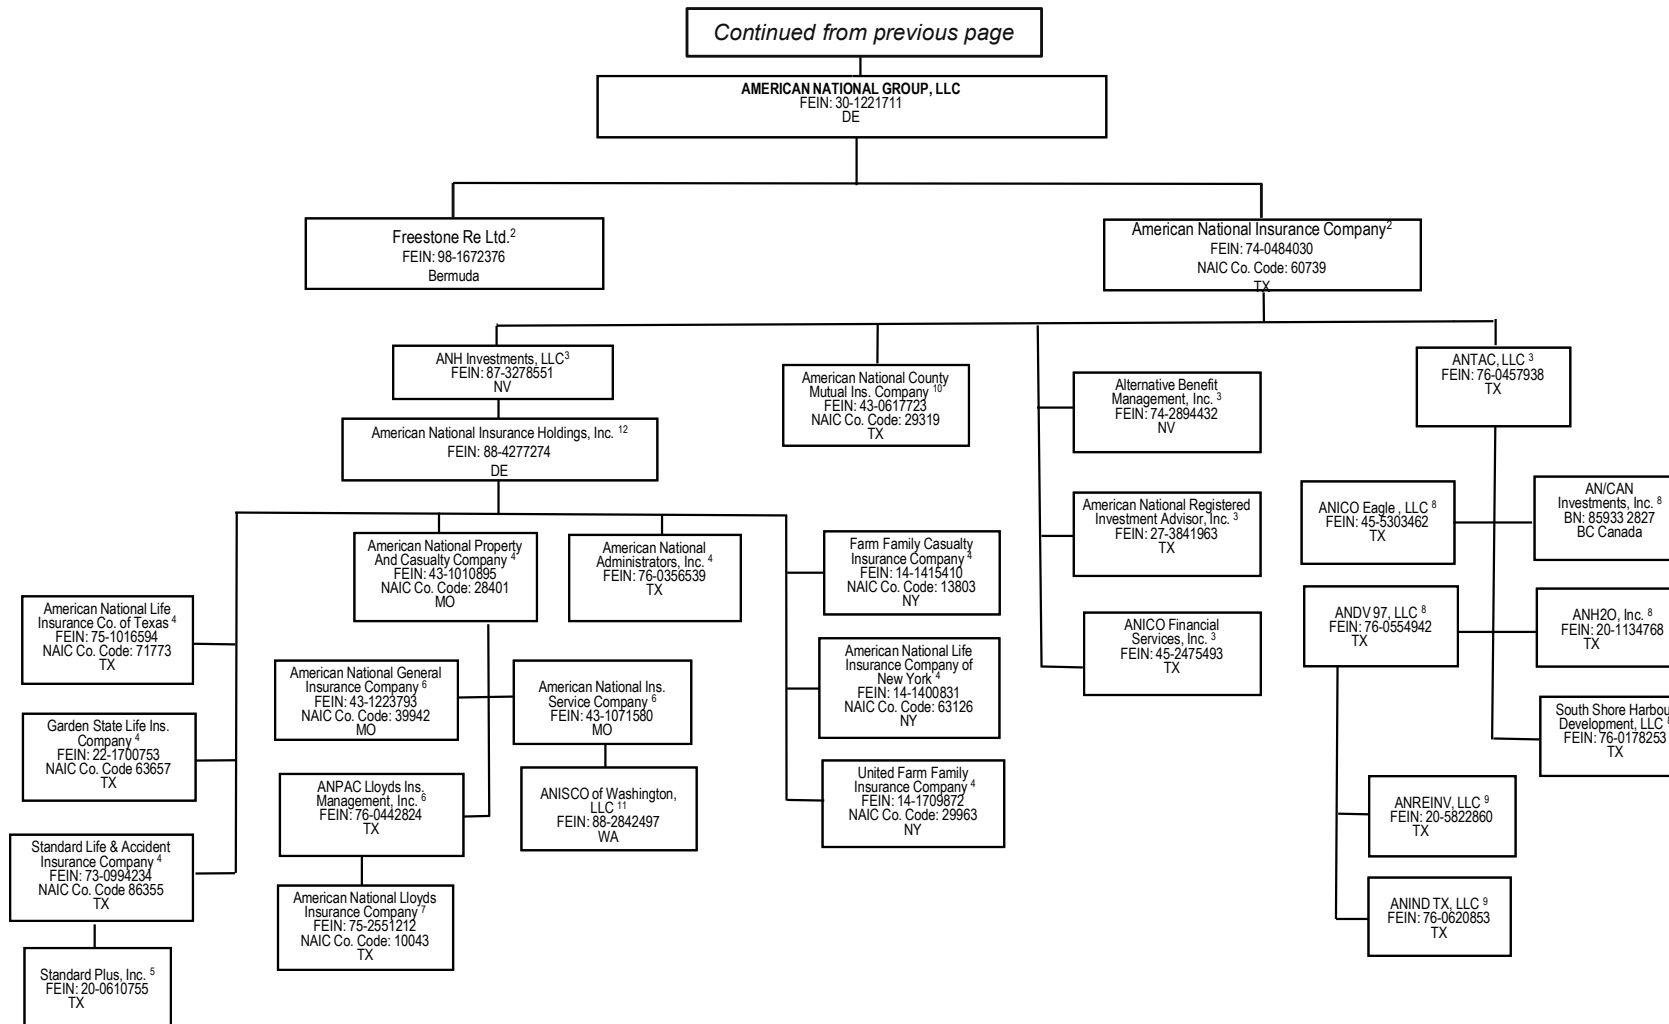 Continued from previous page
AMERICAN NATIONAL GROUP, LLC
FEIN: 30-1221711
DE
Freestone Re Ltd.2
FEIN: 98-1672376
Bermuda
American National Insurance Company2
FEIN: 74-0484030
NAIC Co. Code: 60739
TX
ANH Investments, LLC3
FEIN: 87-3278551
NV
American National Insurance Holdings, Inc. 12
FEIN: 88-4277274
DE
American National County
Mutual Ins. Company 10
FEIN: 43-0617723
NAIC Co. Code: 29319
TX
Alternative Benefit
Management, Inc. 3
FEIN: 74-2894432
NV
American National Registered
Investment Advisor, Inc. 3
FEIN: 27-3841963
TX
ANICO Financial
Services, Inc. 3
FEIN: 45-2475493
TX
ANTAC, LLC 3
FEIN: 76-0457938
TX
ANICO Eagle , LLC 8
FEIN: 45-5303462
TX
AN/CAN
Investments, Inc. 8
BN: 85933 2827
BC Canada
ANDV 97, LLC 8
FEIN: 76-0554942
TX
ANH2O, Inc. 8
FEIN: 20-1134768
TX
South Shore Harbou
Development, LLC 8
FEIN: 76-0178253
TX
ANREINV, LLC 9
FEIN: 20-5822860
TX
ANIND TX, LLC 9
FEIN: 76-0620853
TX
American National Property
And Casualty Company 4
FEIN: 43-1010895
NAIC Co. Code: 28401
MO
American National
Administrators, Inc. 4
FEIN: 76-0356539
TX
Farm Family Casualty
Insurance Company 4
FEIN: 14-1415410
NAIC Co. Code: 13803
NY
American National Life
Insurance Company of
New York 4
FEIN: 14-1400831
NAIC Co. Code: 63126
NY
United Farm Family
Insurance Company 4
FEIN: 14-1709872
NAIC Co. Code: 29963
NY
American National Life
Insurance Co. of Texas 4
FEIN: 75-1016594
NAIC Co. Code: 71773
TX
Garden State Life Ins.
Company 4
FEIN: 22-1700753
NAIC Co. Code 63657
TX
Standard Life & Accident
Insurance Company 4
FEIN: 73-0994234
NAIC Co. Code 86355
TX
Standard Plus, Inc. 5
FEIN: 20-0610755
TX
American National General
Insurance Company 6
FEIN: 43-1223793
NAIC Co. Code: 39942
MO
American National Ins.
Service Company 6
FEIN: 43-1071580
MO
ANPAC Lloyds Ins.
Management, Inc. 6
FEIN: 76-0442824
TX
ANISCO of Washington,
LLC 11
FEIN: 88-2842497
WA
American National Lloyds
Insurance Company 7
FEIN: 75-2551212
NAIC Co. Code: 10043
TX